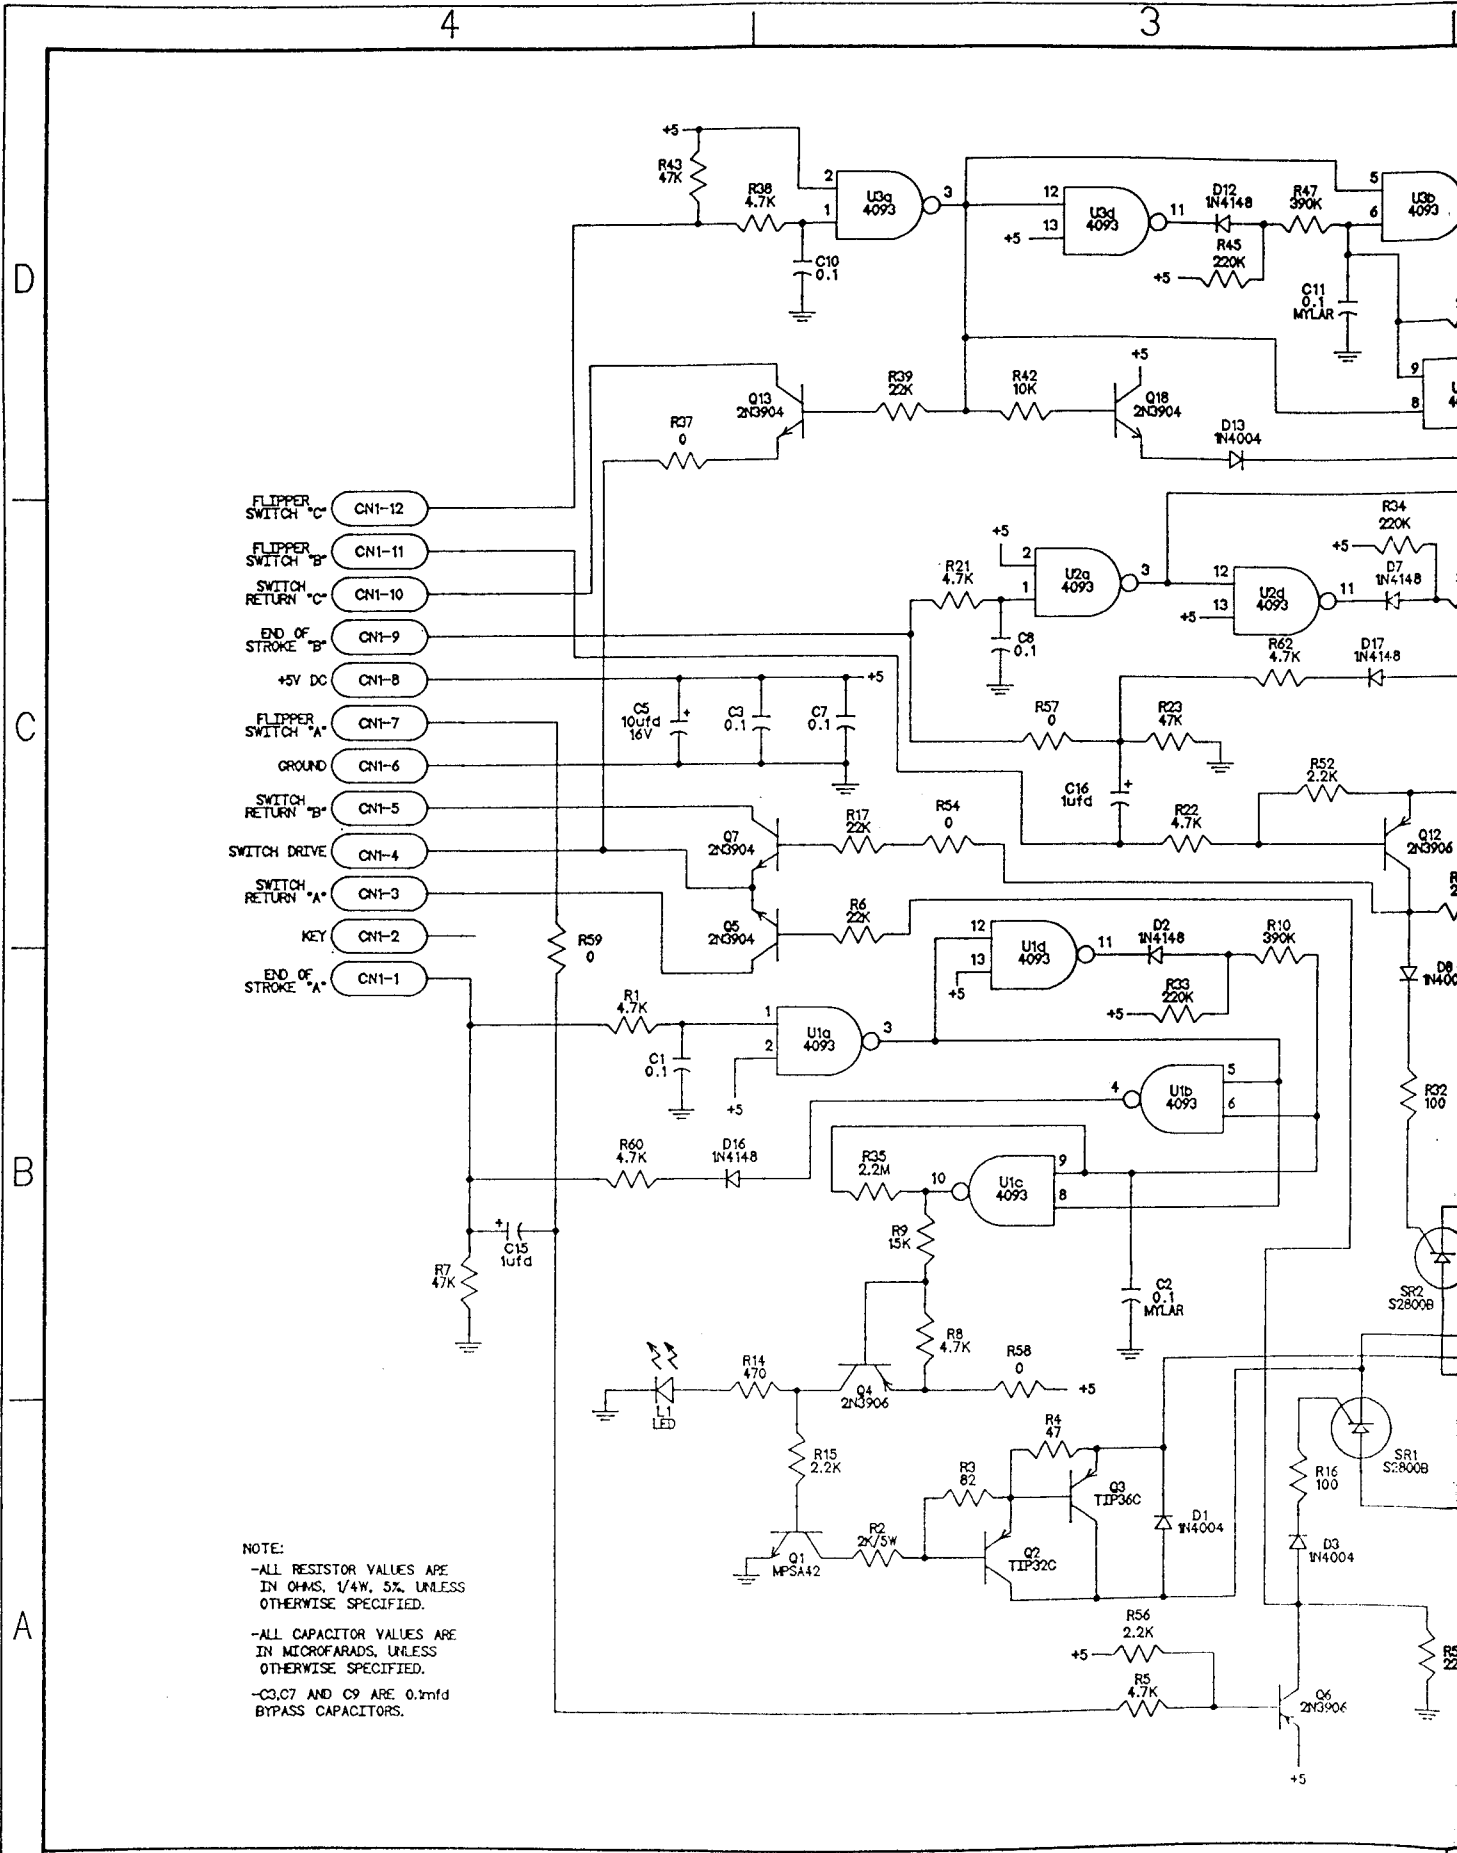 4
3
D
C
B
A
+5
R43
47K
R38
4.7K
2
1
U3a
4093
3
C10
0.1
12
13
+5
U3d
4093
11
D12
1N4148
R47
390K
R45
220K
+5
5
6
U3b
4093
C11
0.1
MYLAR
9
8
Q13
2N3904
R39
22K
R42
10K
+5
Q18
2N3904
R37
0
D13
1N4004
FLIPPER
SWITCH "C"
CN1-12
FLIPPER
SWITCH "B"
CN1-11
SWITCH
RETURN "C"
CN1-10
END OF
STROKE "B"
CN1-9
+5V DC
CN1-8
FLIPPER
SWITCH "A"
CN1-7
GROUND
CN1-6
SWITCH
RETURN "B"
CN1-5
SWITCH DRIVE
CN1-4
SWITCH
RETURN "A"
CN1-3
KEY
CN1-2
END OF
STROKE "A"
CN1-1
R21
4.7K
+5
2
1
U2a
4093
3
C8
0.1
12
13
+5
U2d
4093
11
R34
220K
+5
D7
1N4148
R62
4.7K
D17
1N4148
C5
10ufd
16V
+
C3
0.1
C7
0.1
+5
R57
0
R23
47K
C16
1ufd
+
R22
4.7K
R52
2.2K
Q12
2N3906
Q7
2N3904
R17
22K
R54
0
Q5
2N3904
R6
22K
R59
0
12
13
+5
U1d
4093
11
D2
1N4148
R10
390K
R33
220K
+5
D8
R1
4.7K
C1
0.1
1
2
+5
U1a
4093
3
4
U1b
4093
5
6
R32
100
R60
4.7K
D16
1N4148
R35
2.2M
10
U1c
4093
9
8
+
C15
1ufd
R7
47K
R9
15K
C2
0.1
MYLAR
SR2
S2800B
R8
4.7K
R14
470
L1
LED
Q4
2N3906
R58
0
+5
R15
2.2K
R4
47
R3
82
Q3
TIP36C
R16
100
SR1
S2800B
Q1
MPSA42
R2
2K/5W
Q2
TIP32C
D1
1N4004
D3
1N4004
R56
2.2K
+5
R5
4.7K
Q6
2N3906
+5
NOTE:
-ALL RESISTOR VALUES ARE
IN OHMS, 1/4W, 5%, UNLESS
OTHERWISE SPECIFIED.
-ALL CAPACITOR VALUES ARE
IN MICROFARADS, UNLESS
OTHERWISE SPECIFIED.
-C3,C7 AND C9 ARE 0.1mfd
BYPASS CAPACITORS.